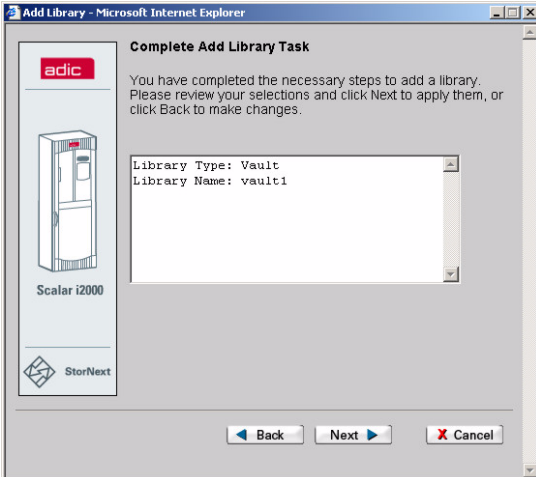 Add Library - Microsoft Internet Explorer
adic
Scalar i2000
StorNext
Complete Add Library Task
You have completed the necessary steps to add a library.
Please review your selections and click Next to apply them, or
click Back to make changes.
Library Type: Vault
Library Name: vault1
Back
Next
X Cancel